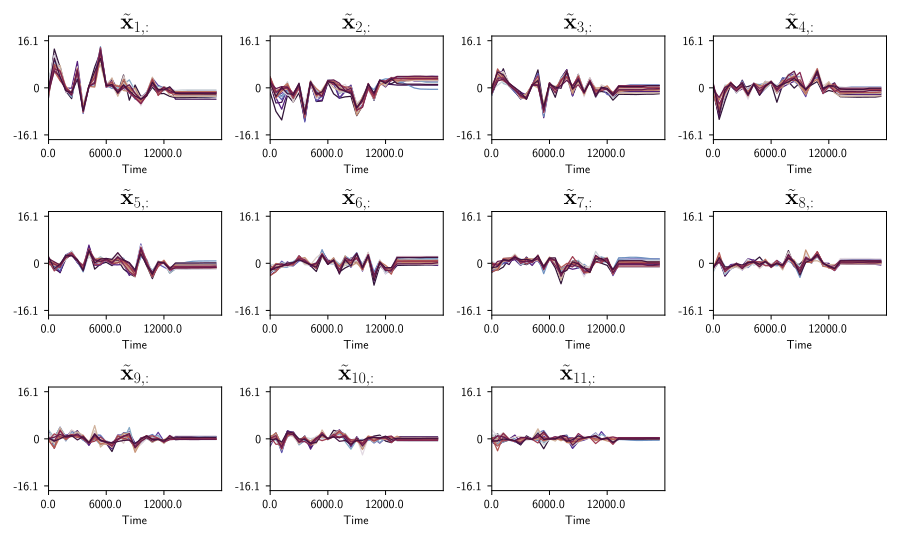 x̃1,: x̃2,: x̃3,: x̃4,:
16.1 16.1 16.1 16.1
0 0 0 0
-16.1 -16.1 -16.1 -16.1
0.0 6000.0 12000.0 0.0 6000.0 12000.0 0.0 6000.0 12000.0 0.0 6000.0 12000.0
Time Time Time Time
x̃5,: x̃6,: x̃7,: x̃8,:
16.1 16.1 16.1 16.1
0 0 0 0
-16.1 -16.1 -16.1 -16.1
0.0 6000.0 12000.0 0.0 6000.0 12000.0 0.0 6000.0 12000.0 0.0 6000.0 12000.0
Time Time Time Time
x̃9,: x̃10,: x̃11,:
16.1 16.1 16.1
0 0 0
-16.1 -16.1 -16.1
0.0 6000.0 12000.0 0.0 6000.0 12000.0 0.0 6000.0 12000.0
Time Time Time